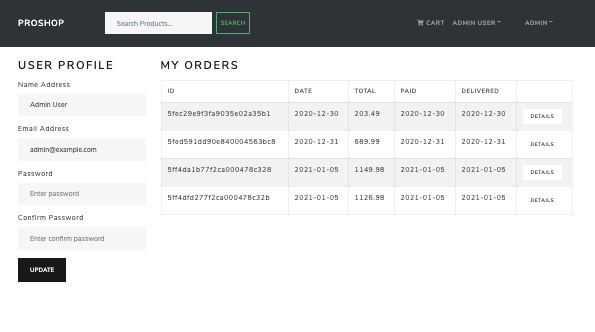 PROSHOP Search Products... SEARCH CART ADMIN USER ADMIN
USER PROFILE
Name Address
Admin User
Email Address
admin@example.com
Password
Enter password
Confirm Password
Enter confirm password
UPDATE
MY ORDERS
ID DATE TOTAL PAID DELIVERED
5fec29e9f3fa9035e02a35b1 2020-12-30 203.49 2020-12-30 2020-12-30 DETAILS
5fed591dd90e840004563bc8 2020-12-31 689.99 2020-12-31 2020-12-31 DETAILS
5ff4da1b77f2ca000478c328 2021-01-05 1149.98 2021-01-05 2021-01-05 DETAILS
5ff4dfd277f2ca000478c32b 2021-01-05 1126.98 2021-01-05 2021-01-05 DETAILS